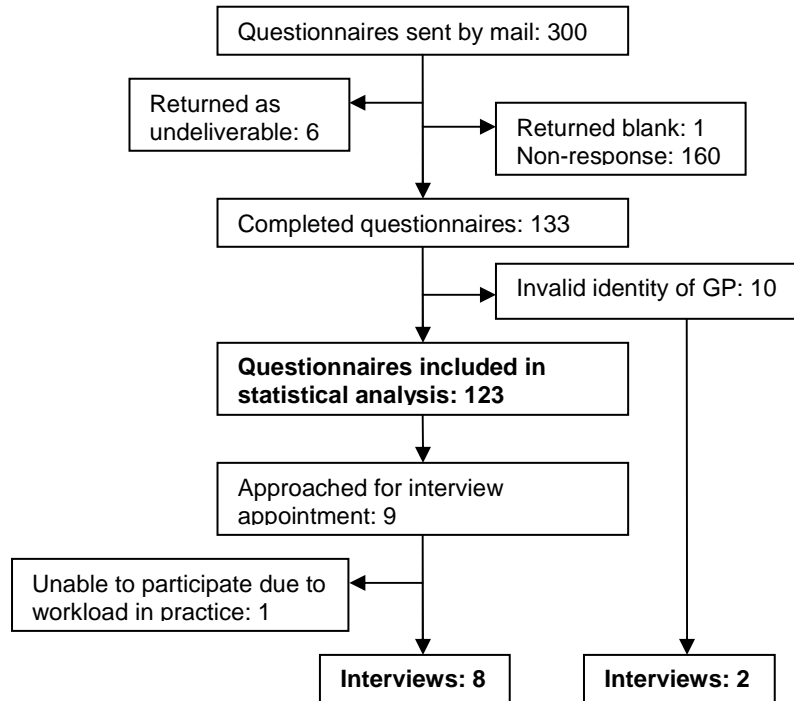 Questionnaires sent by mail: 300
Returned as
undeliverable: 6
Returned blank: 1
Non-response: 160
Completed questionnaires: 133
Invalid identity of GP: 10
Questionnaires included in
statistical analysis: 123
Approached for interview
appointment: 9
Unable to participate due to
workload in practice: 1
Interviews: 8
Interviews: 2